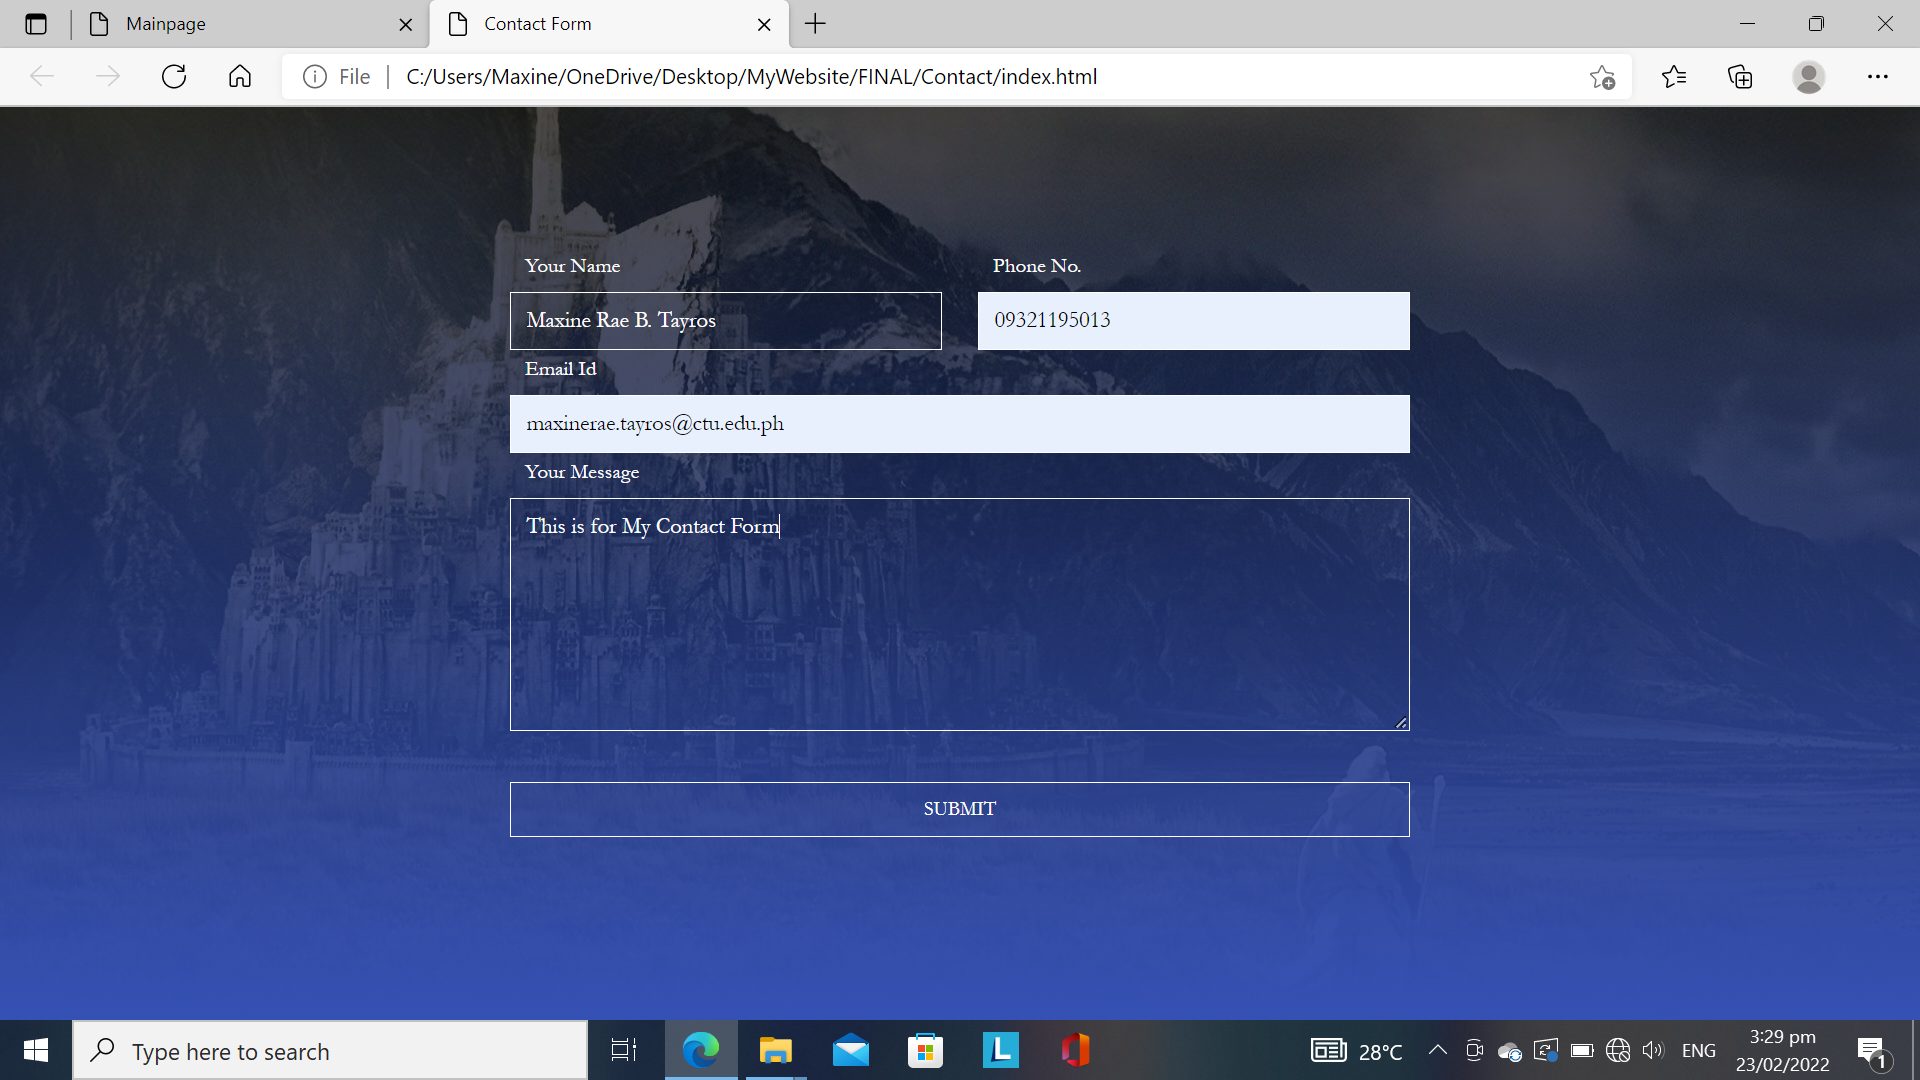 Mainpage
Contact Form
File
C:/Users/Maxine/OneDrive/Desktop/MyWebsite/FINAL/Contact/index.html
Your Name
Phone No.
Maxine Rae B. Tayros
09321195013
Email Id
maxinerae.tayros@ctu.edu.ph
Your Message
This is for My Contact Form
SUBMIT
Type here to search
L
28°C
ENG
3:29 pm
23/02/2022
1